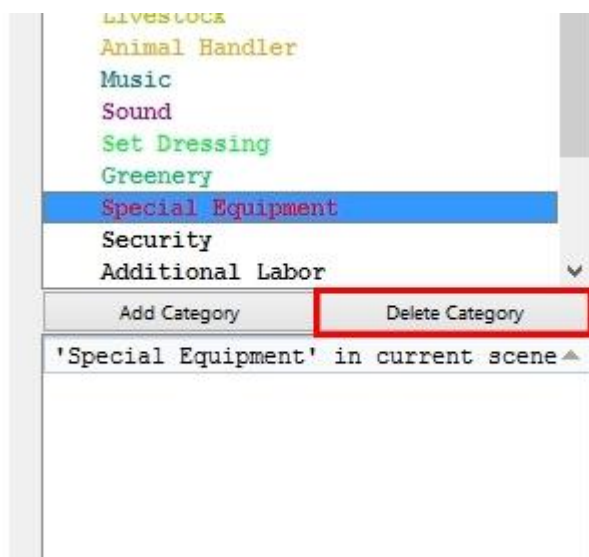 Livestock
Animal Handler
Music
Sound
Set Dressing
Greenery
Special Equipment
Security
Additional Labor
Add Category Delete Category
'Special Equipment' in current scene